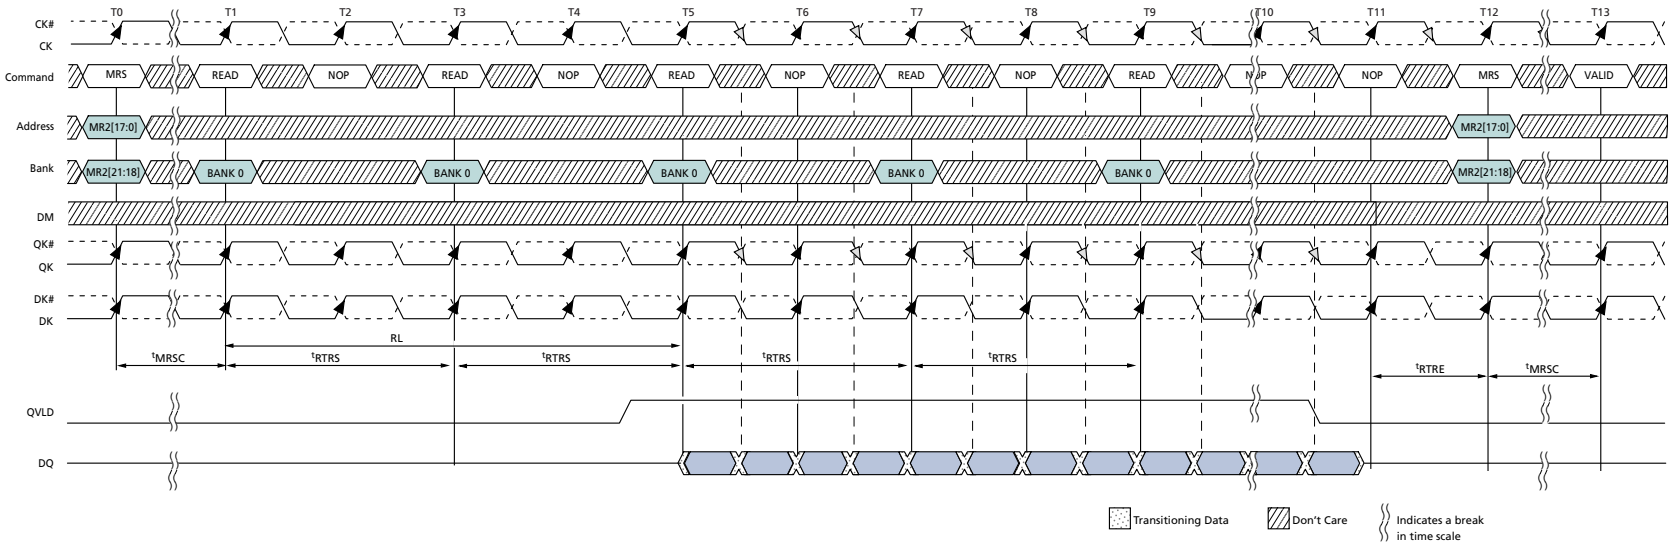 T0 T1 T2 T3 T4 T5 T6 T7 T8 T9 T10 T11 T12 T13
CK#
CK
Command MRS READ NOP READ NOP READ NOP READ NOP READ NOP NOP MRS VALID
Address MR2[17:0] MR2[17:0]
Bank MR2[21:18] BANK 0 BANK 0 BANK 0 BANK 0 BANK 0 MR2[21:18]
DM
QK#
QK
DK#
DK
RL
tMRSC tRTRS tRTRS tRTRS tRTRS tRTRE tMRSC
QVLD
DQ
Transitioning Data Don't Care Indicates a break
in time scale